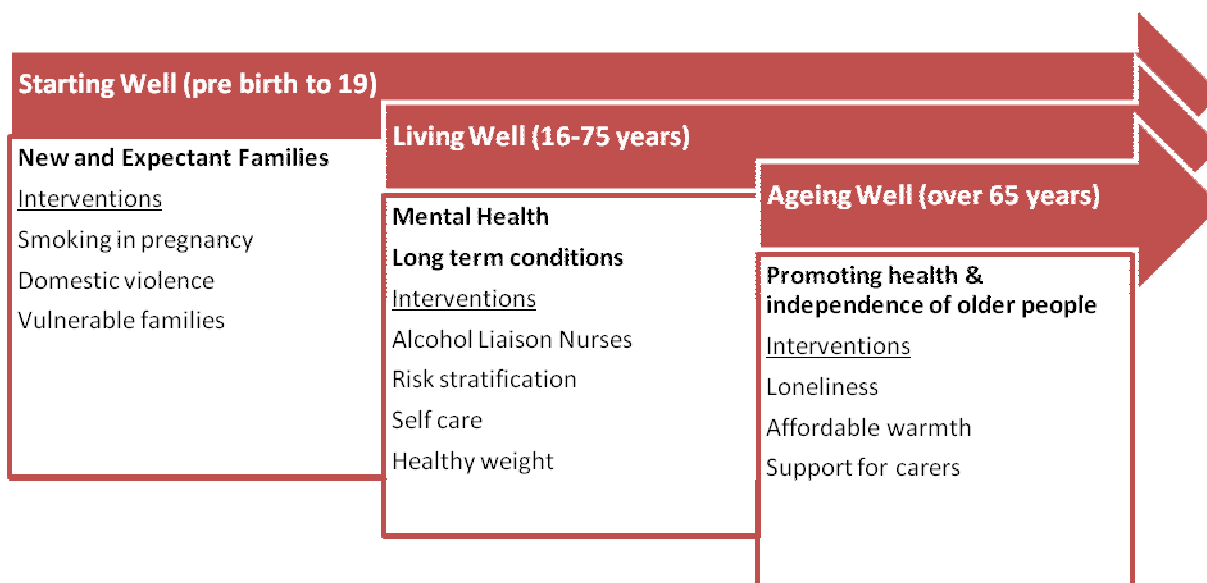 Starting Well (pre birth to 19)
New and Expectant Families
Interventions
Smoking in pregnancy
Domestic violence
Vulnerable families
Living Well (16-75 years)
Mental Health
Long term conditions
Interventions
Alcohol Liaison Nurses
Risk stratification
Self care
Healthy weight
Ageing Well (over 65 years)
Promoting health &
independence of older people
Interventions
Loneliness
Affordable warmth
Support for carers